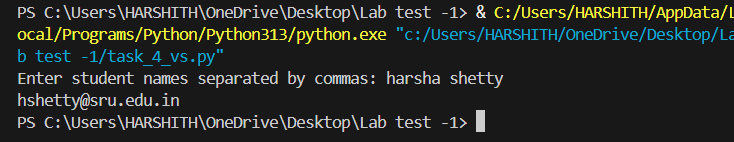 PS C:\Users\HARSHITH\OneDrive\Desktop\Lab test -1> & C:/Users/HARSHITH/AppData/L
ocal/Programs/Python/Python313/python.exe "c:/Users/HARSHITH/OneDrive/Desktop/La
b test -1/task_4_vs.py"
Enter student names separated by commas: harsha shetty
hshetty@sru.edu.in
PS C:\Users\HARSHITH\OneDrive\Desktop\Lab test -1>